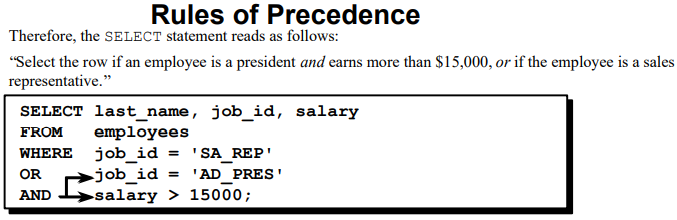 Rules of Precedence
Therefore, the SELECT statement reads as follows:
“Select the row if an employee is a president and earns more than $15,000, or if the employee is a sales
representative.”
SELECT last_name, job_id, salary
FROM employees
WHERE job_id = 'SA_REP'
OR job_id = 'AD_PRES'
AND salary > 15000;